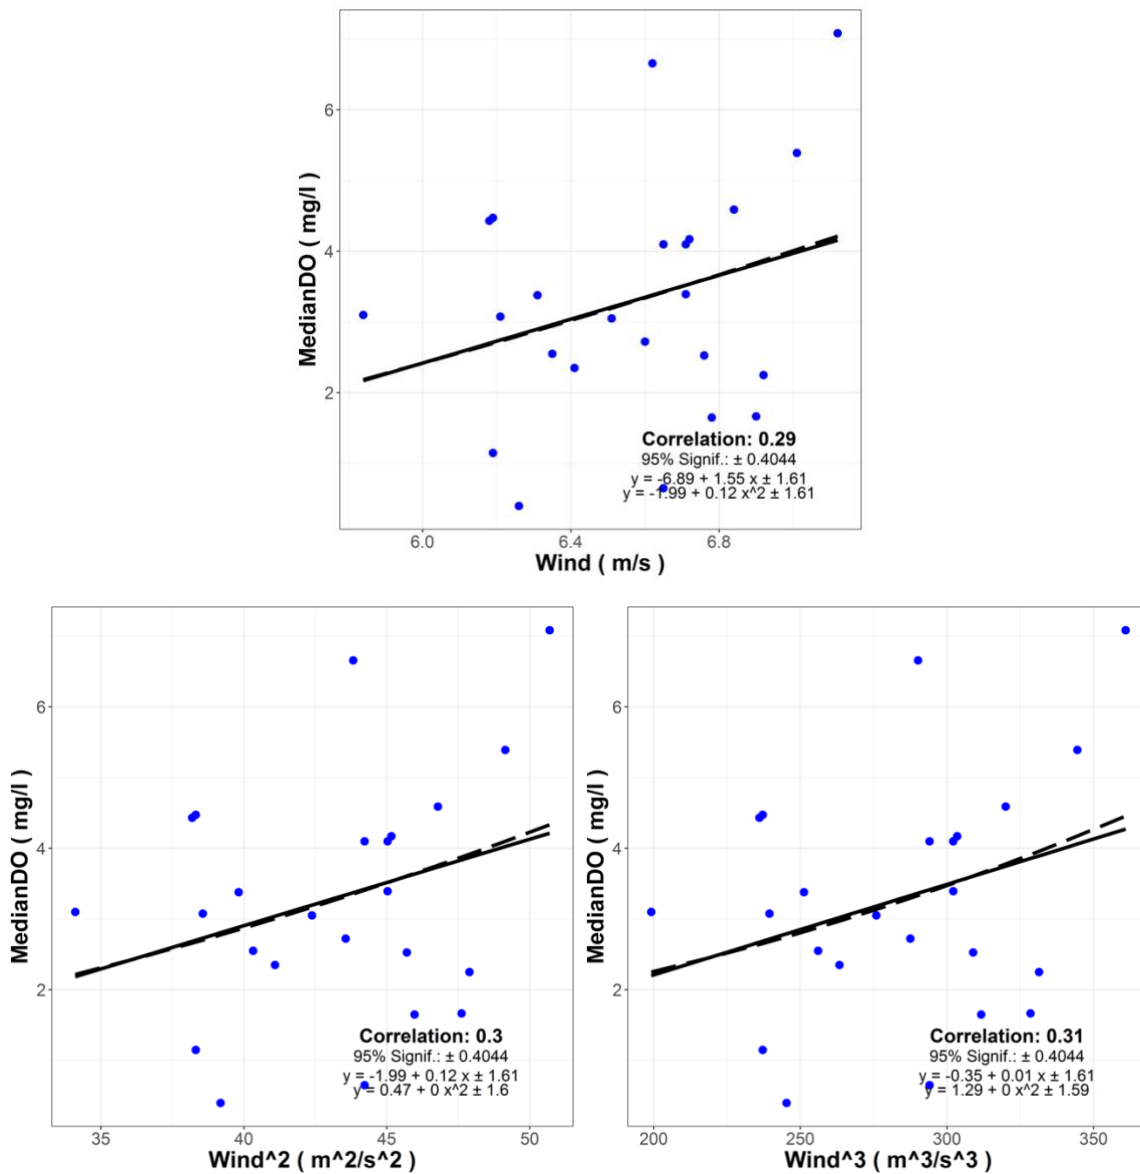 MedianDO ( mg/l )
6
4
2
Correlation: 0.29
95% Signif.: ± 0.4044
y = -6.89 + 1.55 x ± 1.61
y = -1.99 + 0.12 x^2 ± 1.61
6.0 6.4 6.8
Wind ( m/s )
MedianDO ( mg/l )
6
4
2
Correlation: 0.3
95% Signif.: ± 0.4044
y = -1.99 + 0.12 x ± 1.61
y = 0.47 + 0 x^2 ± 1.6
35 40 45 50
Wind^2 ( m^2/s^2 )
MedianDO ( mg/l )
6
4
2
Correlation: 0.31
95% Signif.: ± 0.4044
y = -0.35 + 0.01 x ± 1.61
y = 1.29 + 0 x^2 ± 1.59
200 250 300 350
Wind^3 ( m^3/s^3 )